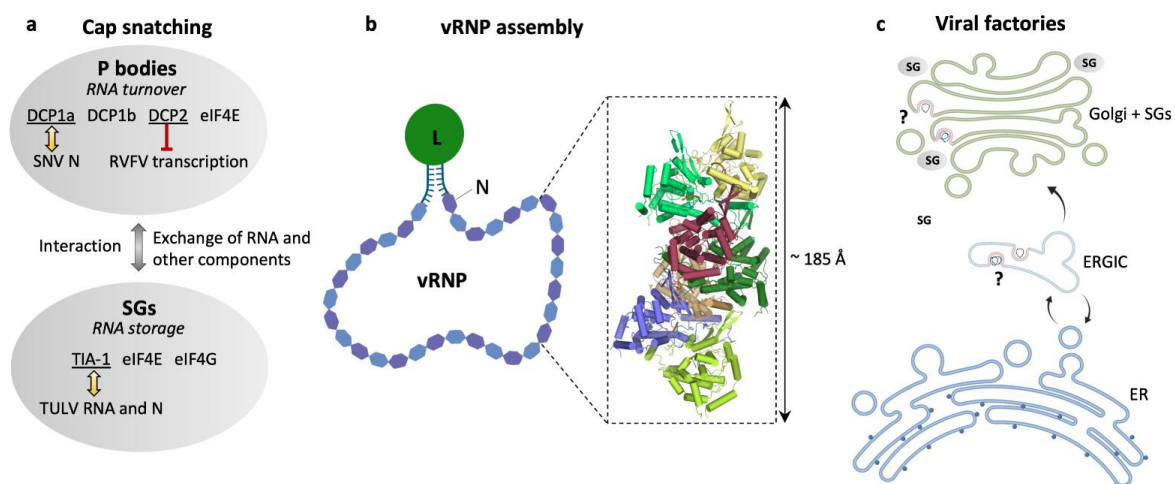 a
Cap snatching
P bodies
RNA turnover
DCP1a DCP1b DCP2 eIF4E
SNV N
RVFV transcription
Interaction
Exchange of RNA and
other components
SGs
RNA storage
TIA-1 eIF4E eIF4G
TULV RNA and N
b
vRNP assembly
L
N
vRNP
~ 185 Å
c
Viral factories
SG
SG
?
Golgi + SGs
SG
SG
ERGIC
?
ER